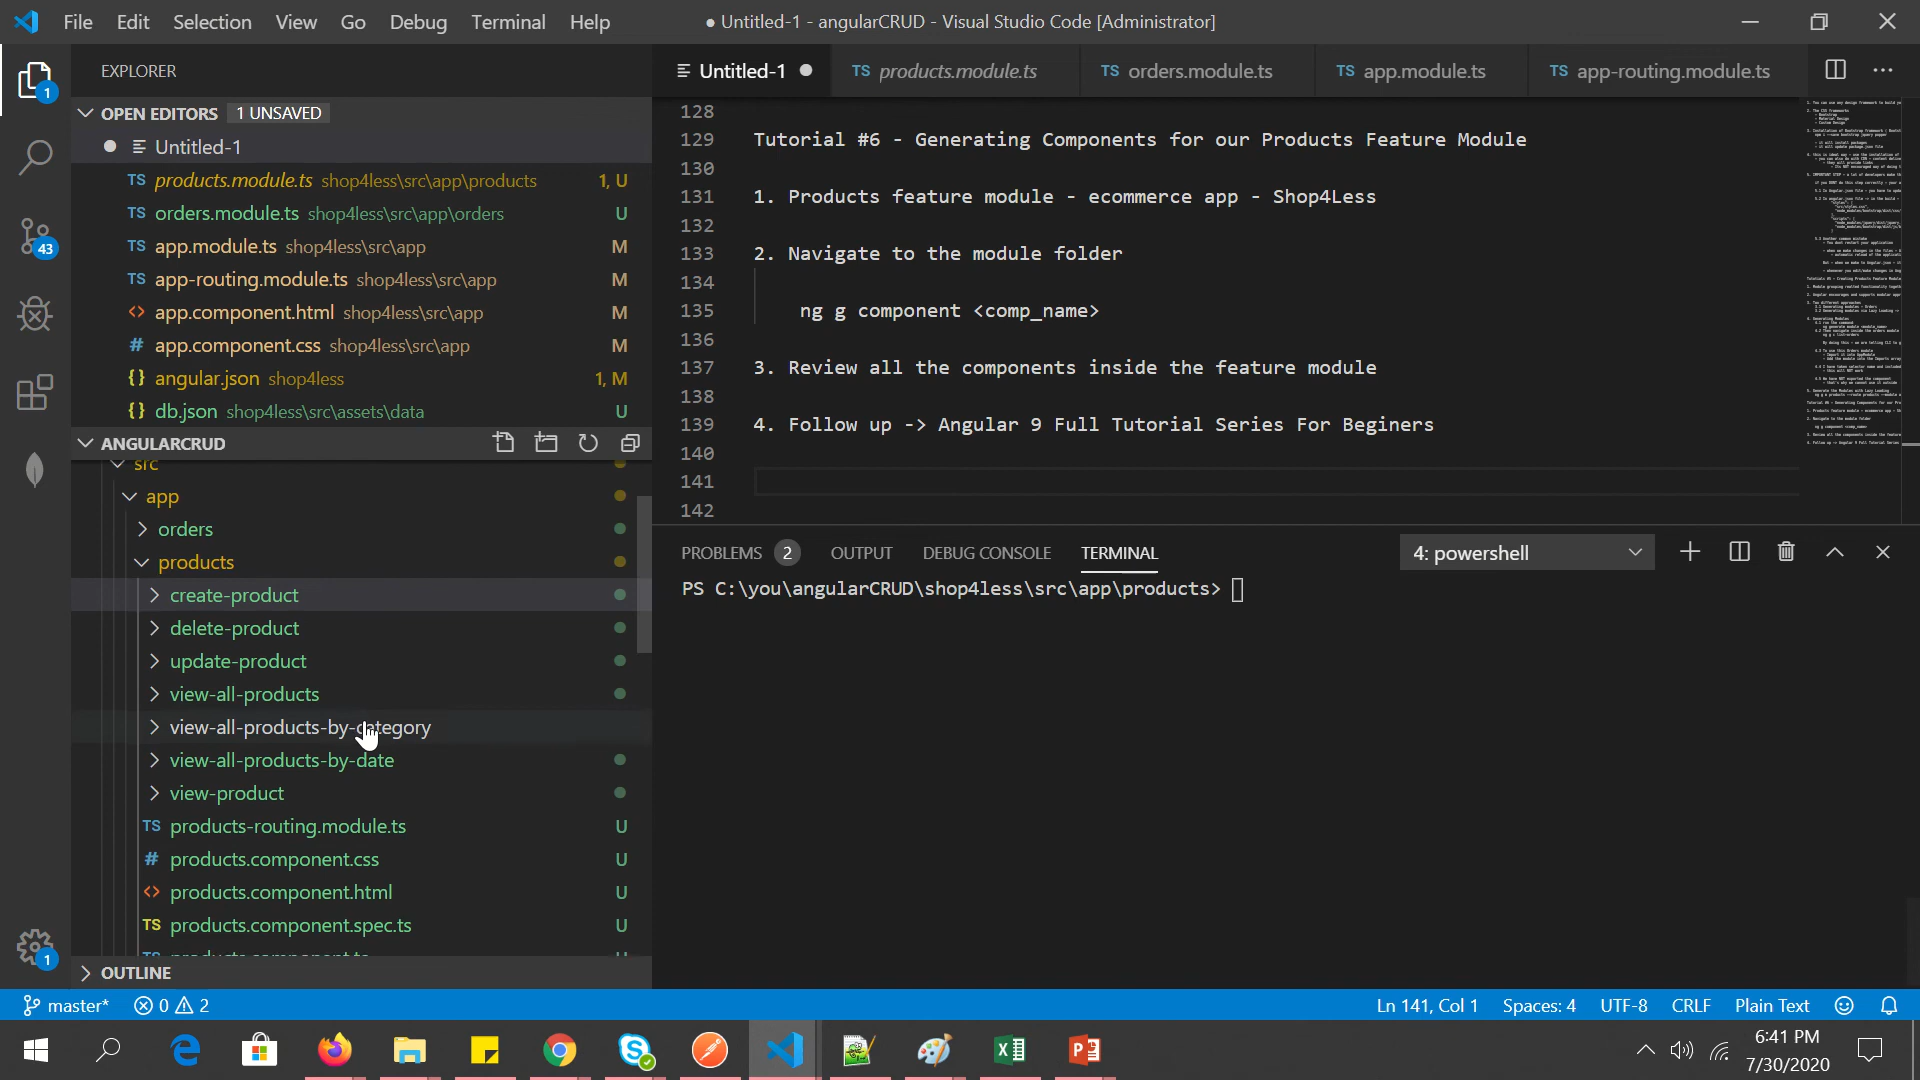 File Edit Selection View Go Debug Terminal Help
● Untitled-1 - angularCRUD - Visual Studio Code [Administrator]
EXPLORER
OPEN EDITORS 1 UNSAVED
Untitled-1
TS products.module.ts shop4less\src\app\products 1, U
TS orders.module.ts shop4less\src\app\orders U
TS app.module.ts shop4less\src\app M
TS app-routing.module.ts shop4less\src\app M
<> app.component.html shop4less\src\app M
# app.component.css shop4less\src\app M
{} angular.json shop4less 1, M
{} db.json shop4less\src\assets\data U
ANGULARCRUD
src
app
orders
products
create-product
delete-product
update-product
view-all-products
view-all-products-by-category
view-all-products-by-date
view-product
TS products-routing.module.ts U
# products.component.css U
<> products.component.html U
TS products.component.spec.ts U
OUTLINE
Untitled-1 TS products.module.ts TS orders.module.ts TS app.module.ts TS app-routing.module.ts
128
129 Tutorial #6 - Generating Components for our Products Feature Module
130
131 1. Products feature module - ecommerce app - Shop4Less
132
133 2. Navigate to the module folder
134
135 ng g component <comp_name>
136
137 3. Review all the components inside the feature module
138
139 4. Follow up -> Angular 9 Full Tutorial Series For Beginers
140
141
142
PROBLEMS 2 OUTPUT DEBUG CONSOLE TERMINAL 4: powershell
PS C:\you\angularCRUD\shop4less\src\app\products>
1
43
1
master* 0 2
Ln 141, Col 1 Spaces: 4 UTF-8 CRLF Plain Text
6:41 PM
7/30/2020